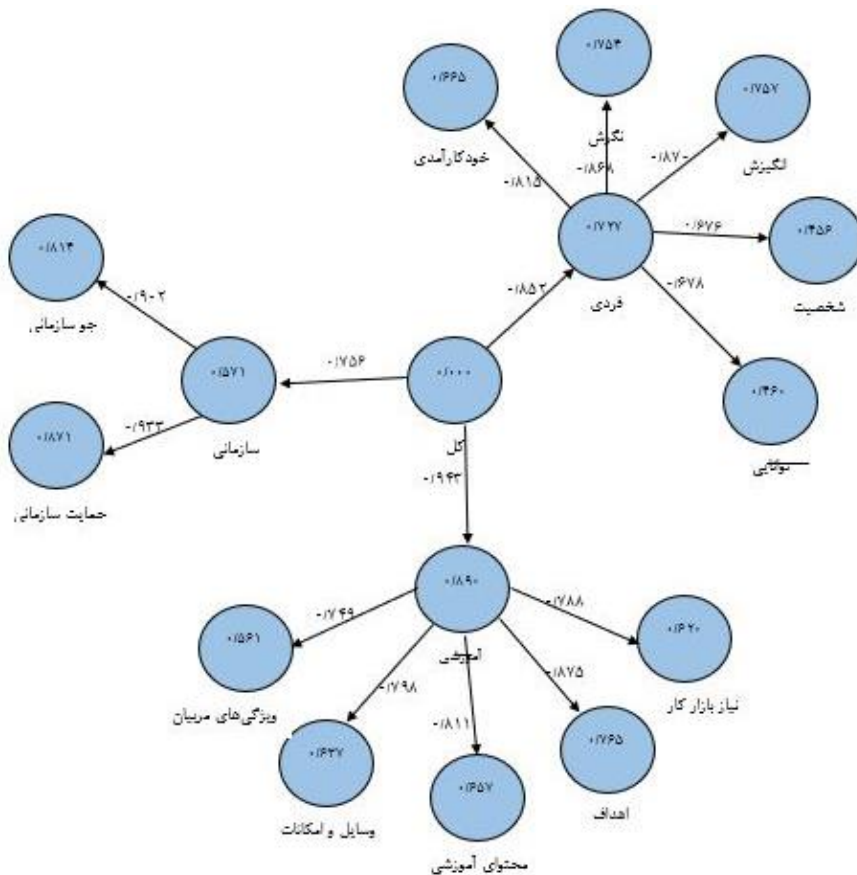 ۰/۷۵۴
۰/۶۶۵
۰/۷۵۷
نگرش
خودکارآمدی
انگیزش
۰/۸۱۵
۰/۸۶۸
۰/۸۷۰
۰/۷۲۷
۰/۶۷۶
۰/۴۵۶
شخصیت
فردی
۰/۶۷۸
۰/۸۱۴
جو سازمانی
۰/۹۰۲
۰/۸۵۲
۰/۵۷۱
۰/۷۵۶
۰/۰۰۰
۰/۴۶۰
توانایی
سازمانی
کل
۰/۸۷۱
۰/۹۳۳
حمایت سازمانی
۰/۹۴۳
۰/۸۹۰
آموزشی
۰/۷۴۹
۰/۷۸۸
۰/۵۶۱
ویژگی‌های مربیان
۰/۶۲۰
نیاز بازار کار
۰/۷۹۸
۰/۸۱۱
۰/۸۷۵
۰/۶۳۷
وسایل و امکانات
۰/۶۵۷
محتوای آموزشی
۰/۷۶۵
اهداف